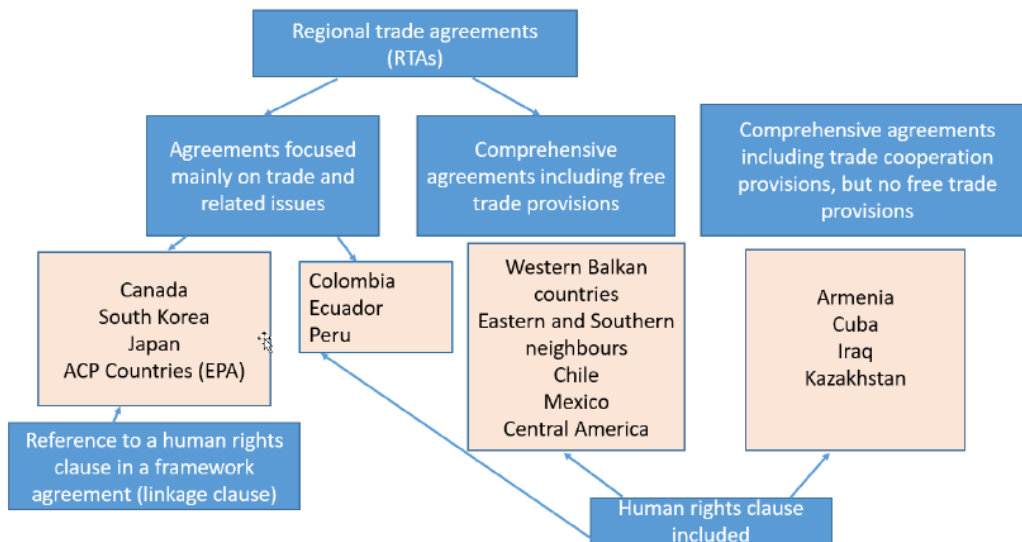 Regional trade agreements
(RTAs)
Agreements focused
mainly on trade and
related issues
Comprehensive
agreements including free
trade provisions
Comprehensive agreements
including trade cooperation
provisions, but no free trade
provisions
Canada
South Korea
Japan
ACP Countries (EPA)
Colombia
Ecuador
Peru
Western Balkan
countries
Eastern and Southern
neighbours
Chile
Mexico
Central America
Armenia
Cuba
Iraq
Kazakhstan
Reference to a human rights
clause in a framework
agreement (linkage clause)
Human rights clause
included